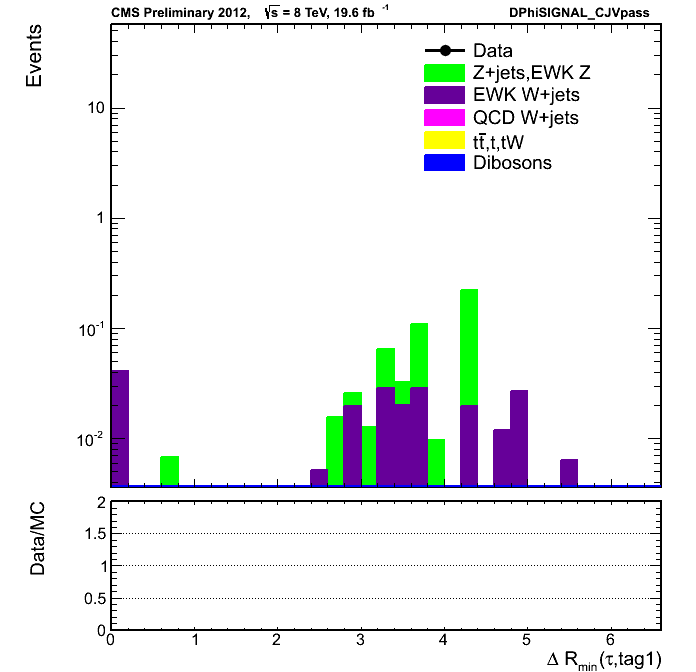 CMS Preliminary 2012, √s = 8 TeV, 19.6 fb⁻¹ DPhiSIGNAL_CJVpass
Events
Data
Z+jets,EWK Z
EWK W+jets
QCD W+jets
tt̅,t,tW
Dibosons
10
1
10⁻¹
10⁻²
Data/MC
2
1.5
1
0.5
0
0 1 2 3 4 5 6
Δ R_min(τ,tag1)